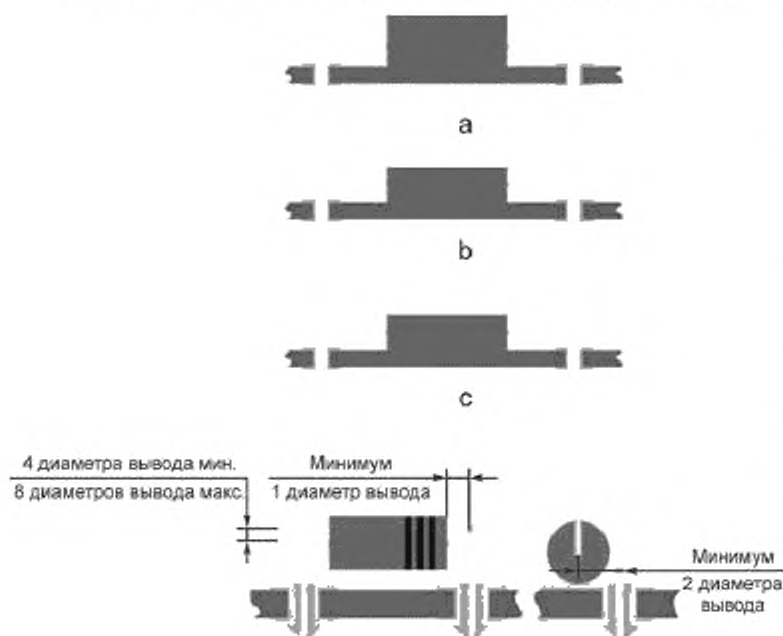 a
b
c
4 диаметра вывода мин.
8 диаметров вывода макс.
Минимум
1 диаметр вывода
Минимум
2 диаметра
вывода